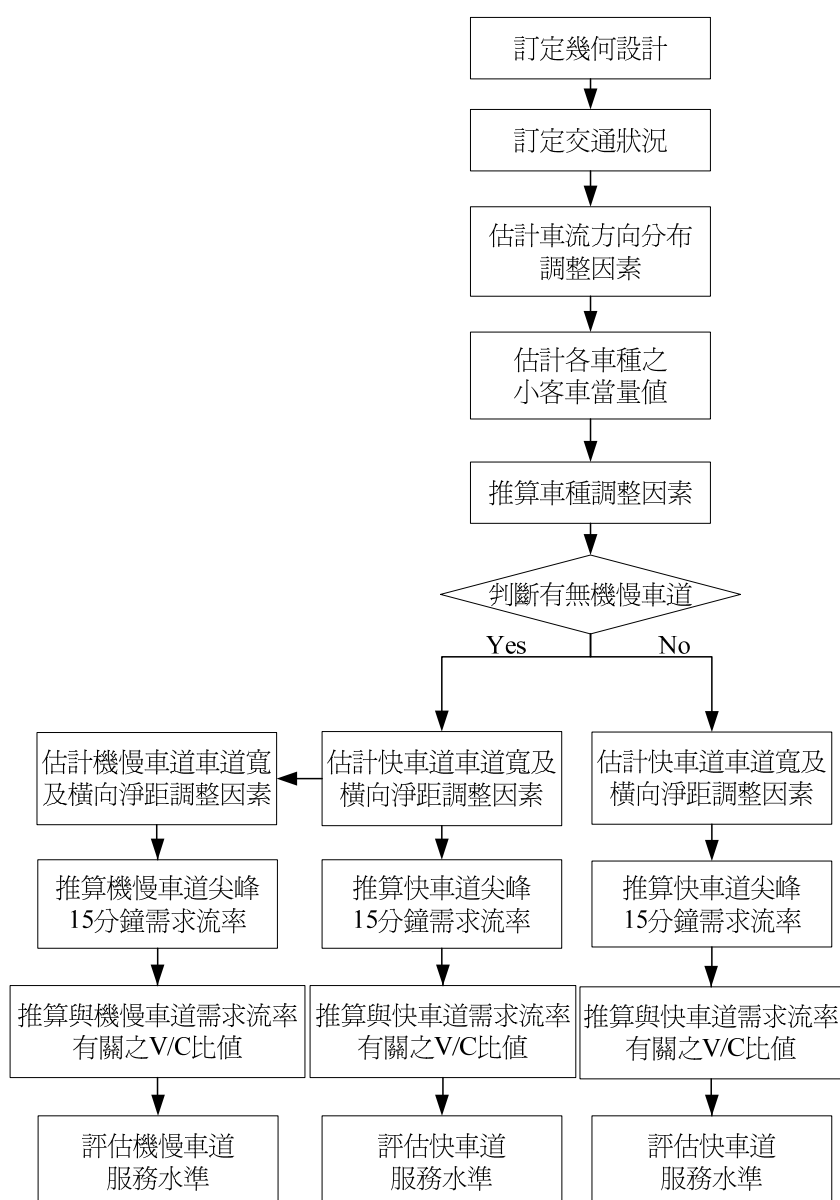 訂定幾何設計
訂定交通狀況
估計車流方向分布
調整因素
估計各車種之
小客車當量值
推算車種調整因素
判斷有無機慢車道
Yes
No
估計機慢車道車道寬
及橫向淨距調整因素
估計快車道車道寬及
橫向淨距調整因素
估計快車道車道寬及
橫向淨距調整因素
推算機慢車道尖峰
15分鐘需求流率
推算快車道尖峰
15分鐘需求流率
推算快車道尖峰
15分鐘需求流率
推算與機慢車道需求流率
有關之V/C比值
推算與快車道需求流率
有關之V/C比值
推算與快車道需求流率
有關之V/C比值
評估機慢車道
服務水準
評估快車道
服務水準
評估快車道
服務水準